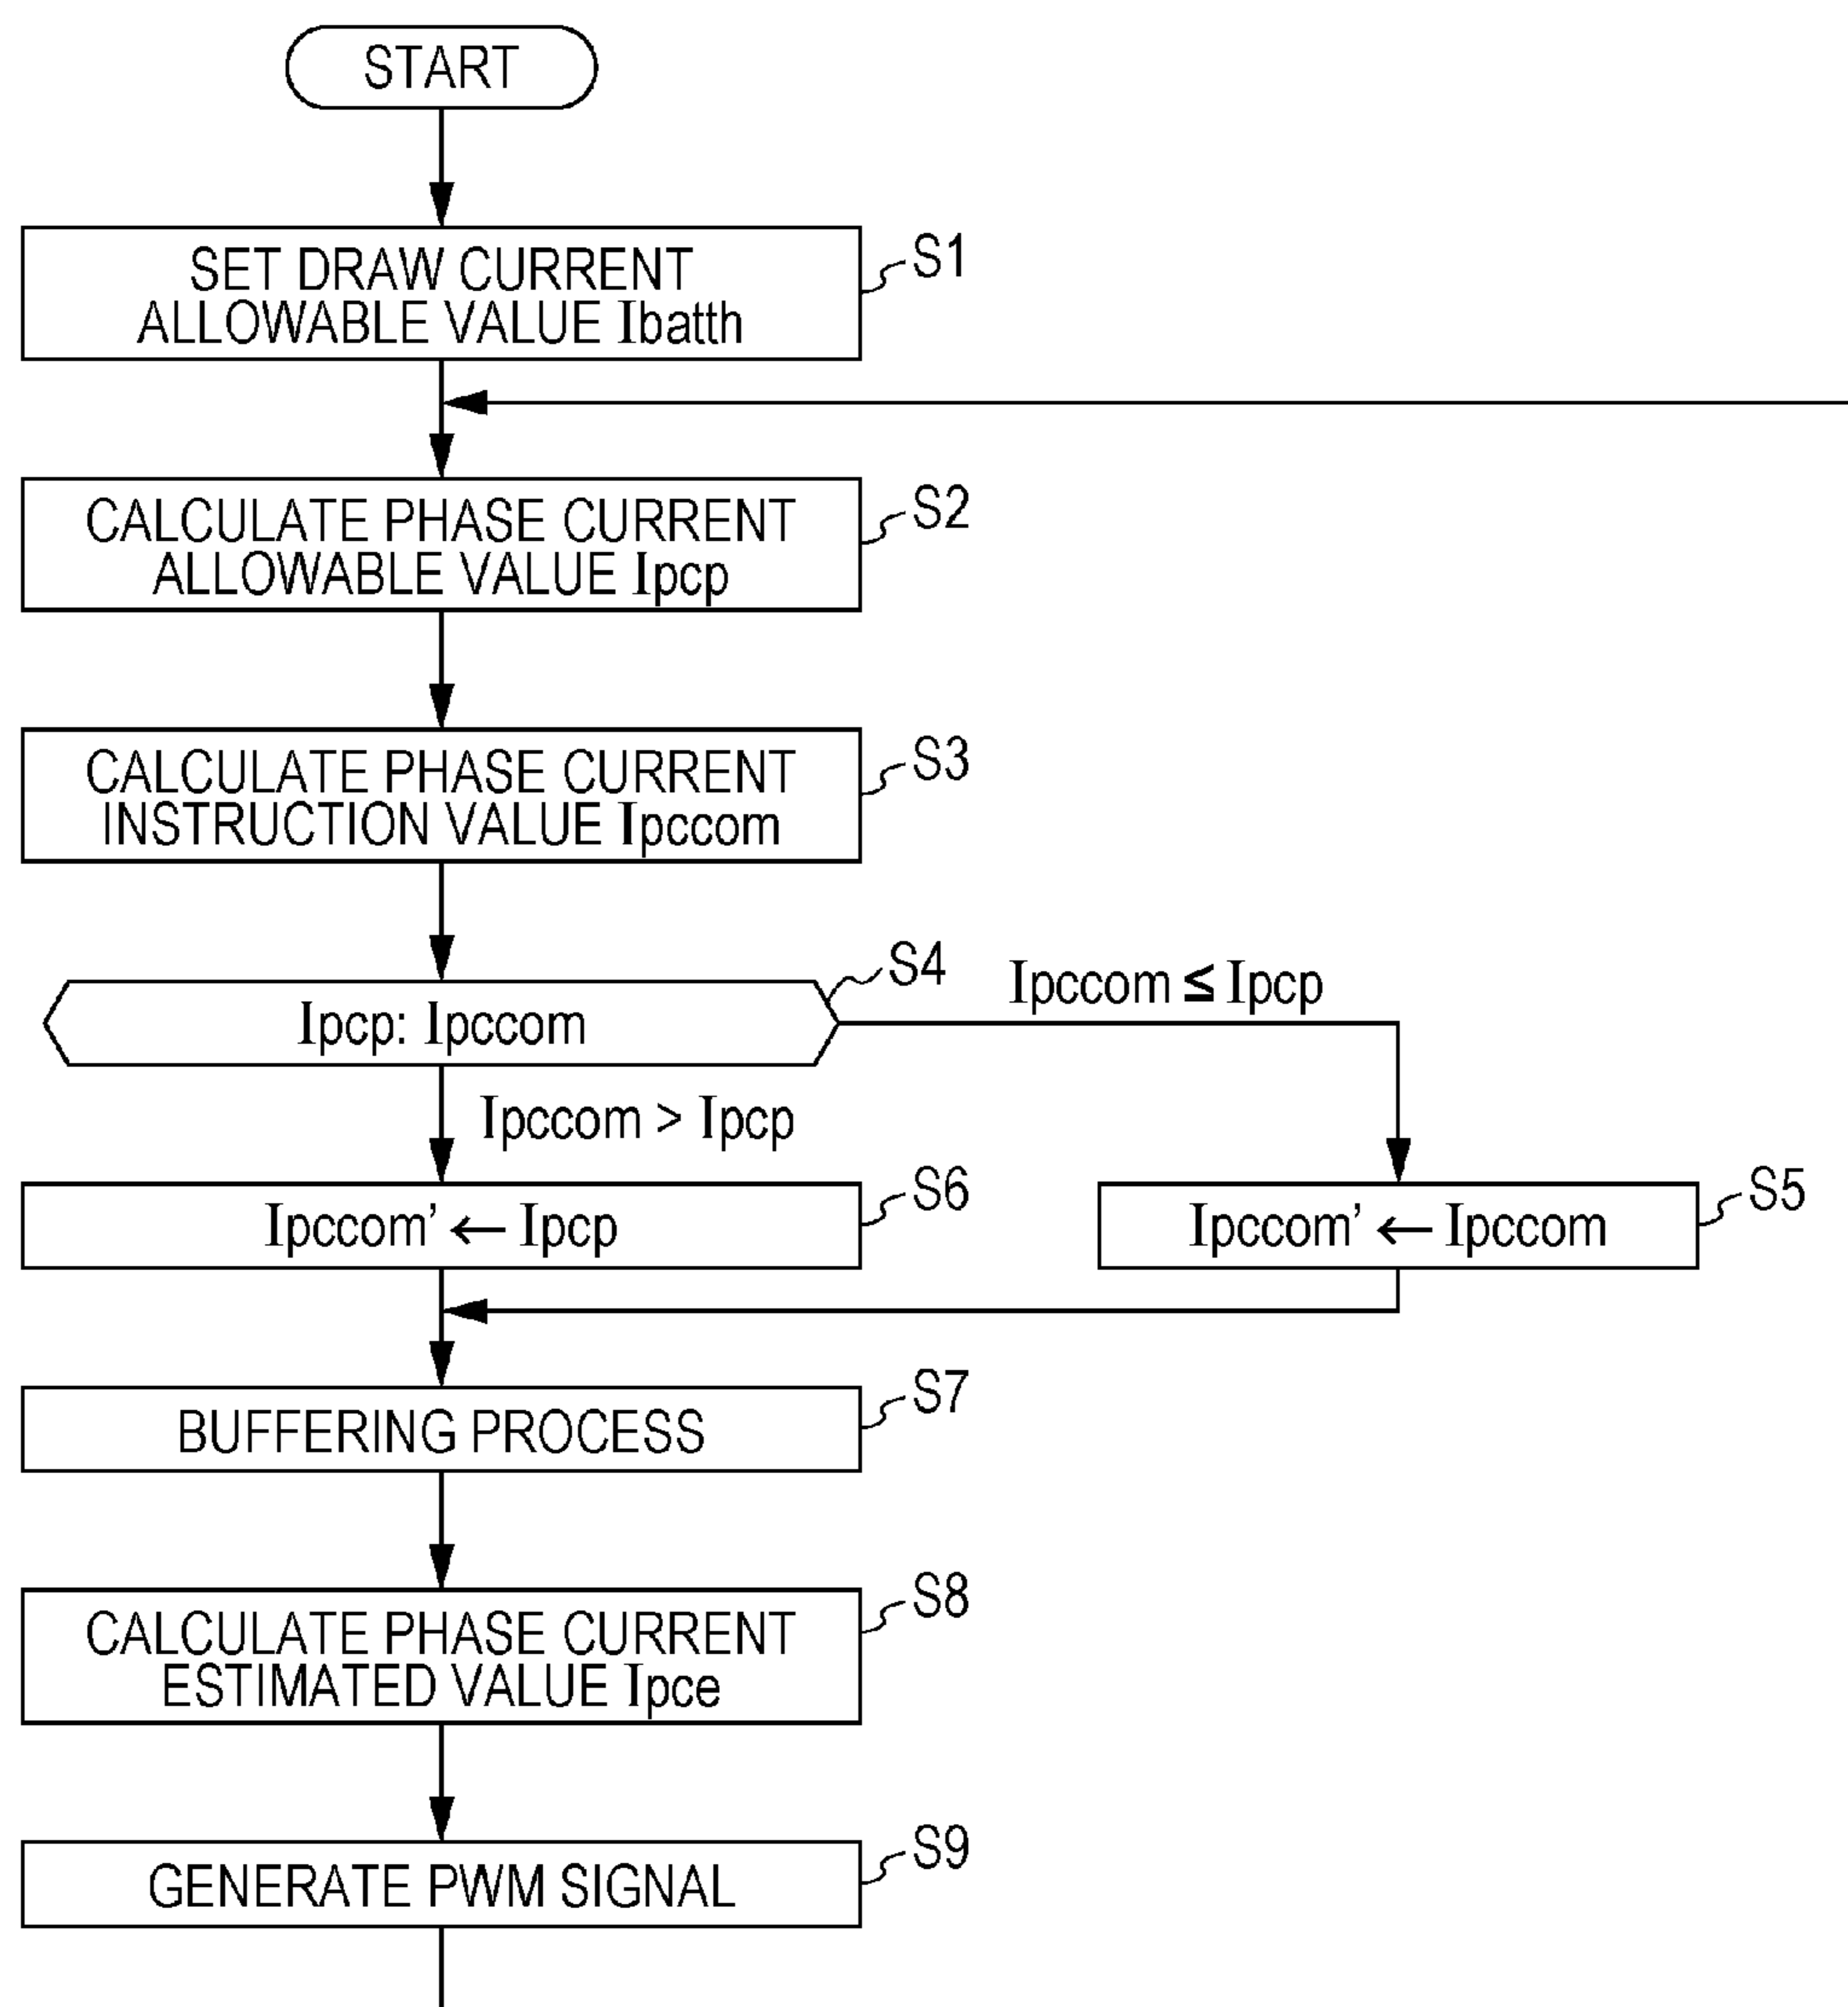 START
SET DRAW CURRENT
ALLOWABLE VALUE Ibatth
S1
CALCULATE PHASE CURRENT
ALLOWABLE VALUE Ipcp
S2
CALCULATE PHASE CURRENT
INSTRUCTION VALUE Ipccom
S3
Ipcp: Ipccom
S4
Ipccom ≤ Ipcp
Ipccom > Ipcp
Ipccom' ← Ipcp
S6
Ipccom' ← Ipccom
S5
BUFFERING PROCESS
S7
CALCULATE PHASE CURRENT
ESTIMATED VALUE Ipce
S8
GENERATE PWM SIGNAL
S9